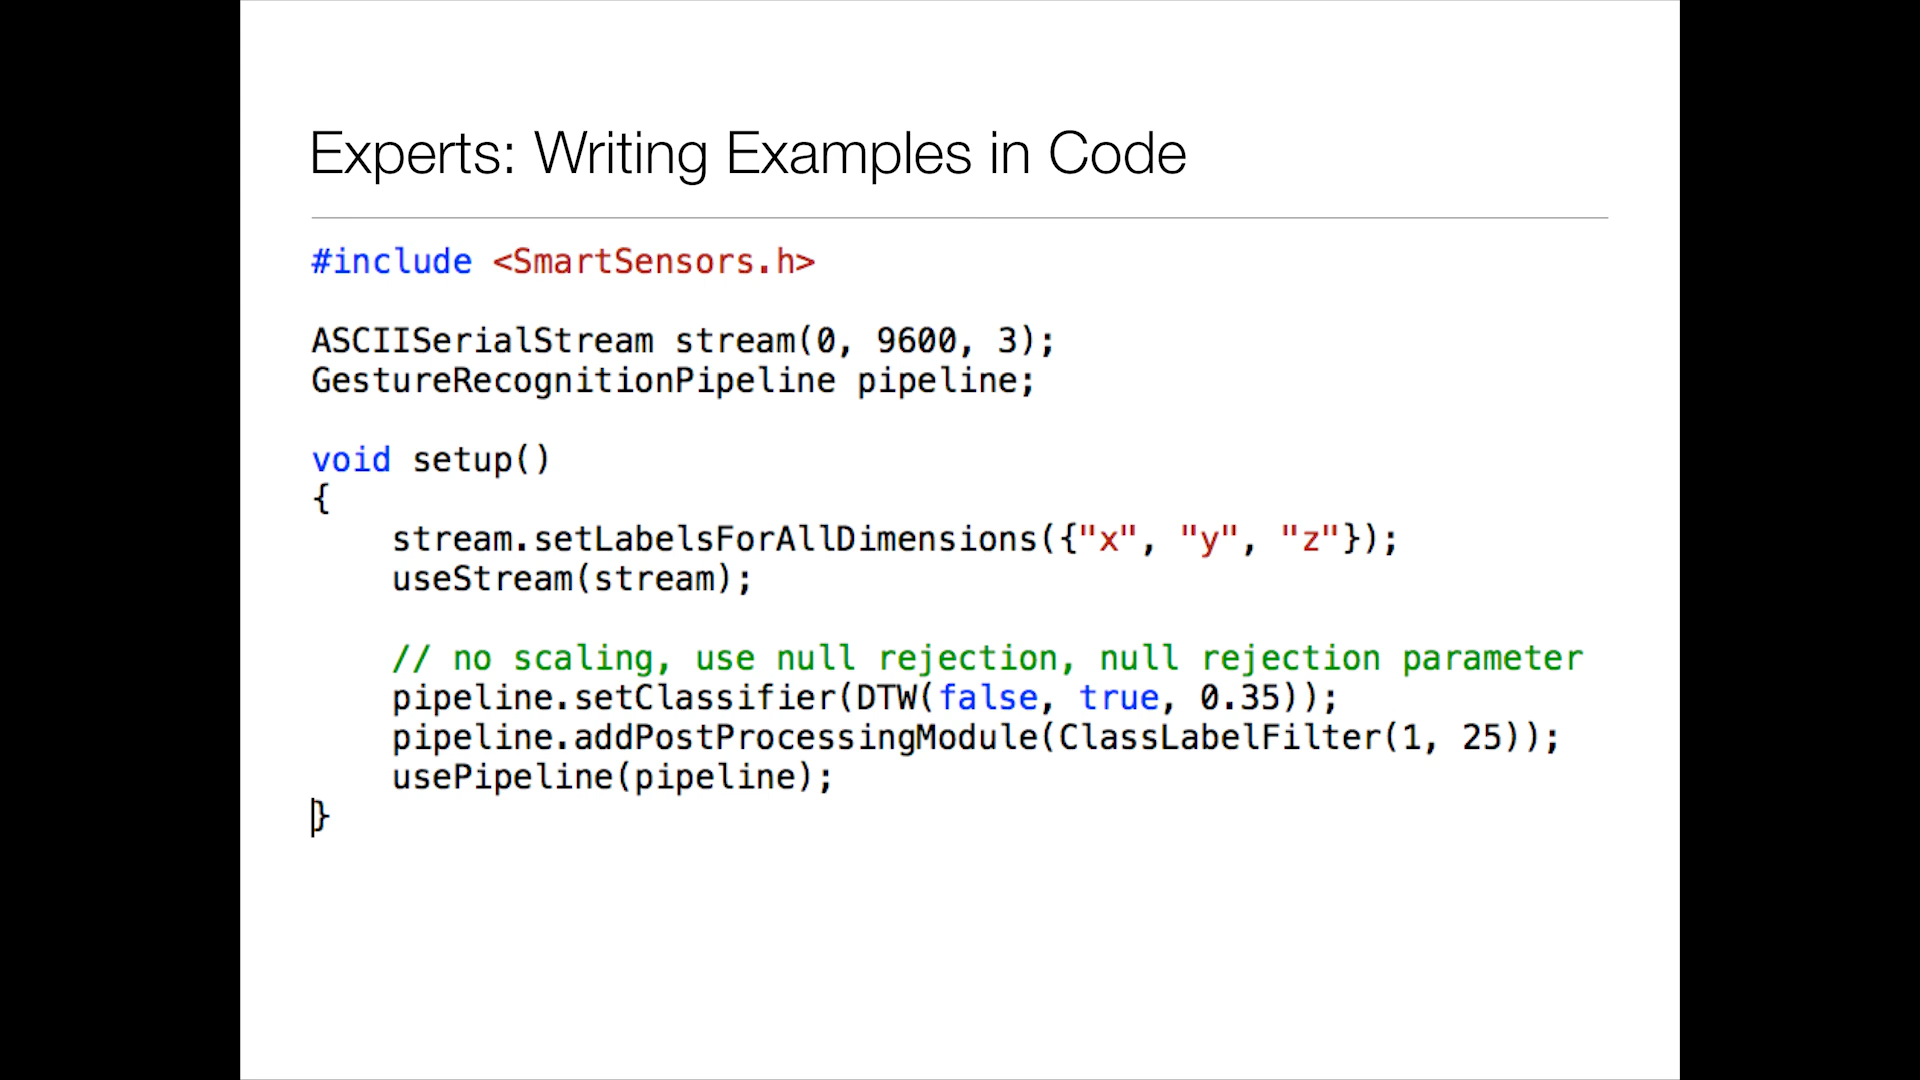 Experts: Writing Examples in Code
#include <SmartSensors.h>
ASCIISerialStream stream(0, 9600, 3);
GestureRecognitionPipeline pipeline;
void setup()
{
    stream.setLabelsForAllDimensions({"x", "y", "z"});
    useStream(stream);
    // no scaling, use null rejection, null rejection parameter
    pipeline.setClassifier(DTW(false, true, 0.35));
    pipeline.addPostProcessingModule(ClassLabelFilter(1, 25));
    usePipeline(pipeline);
}